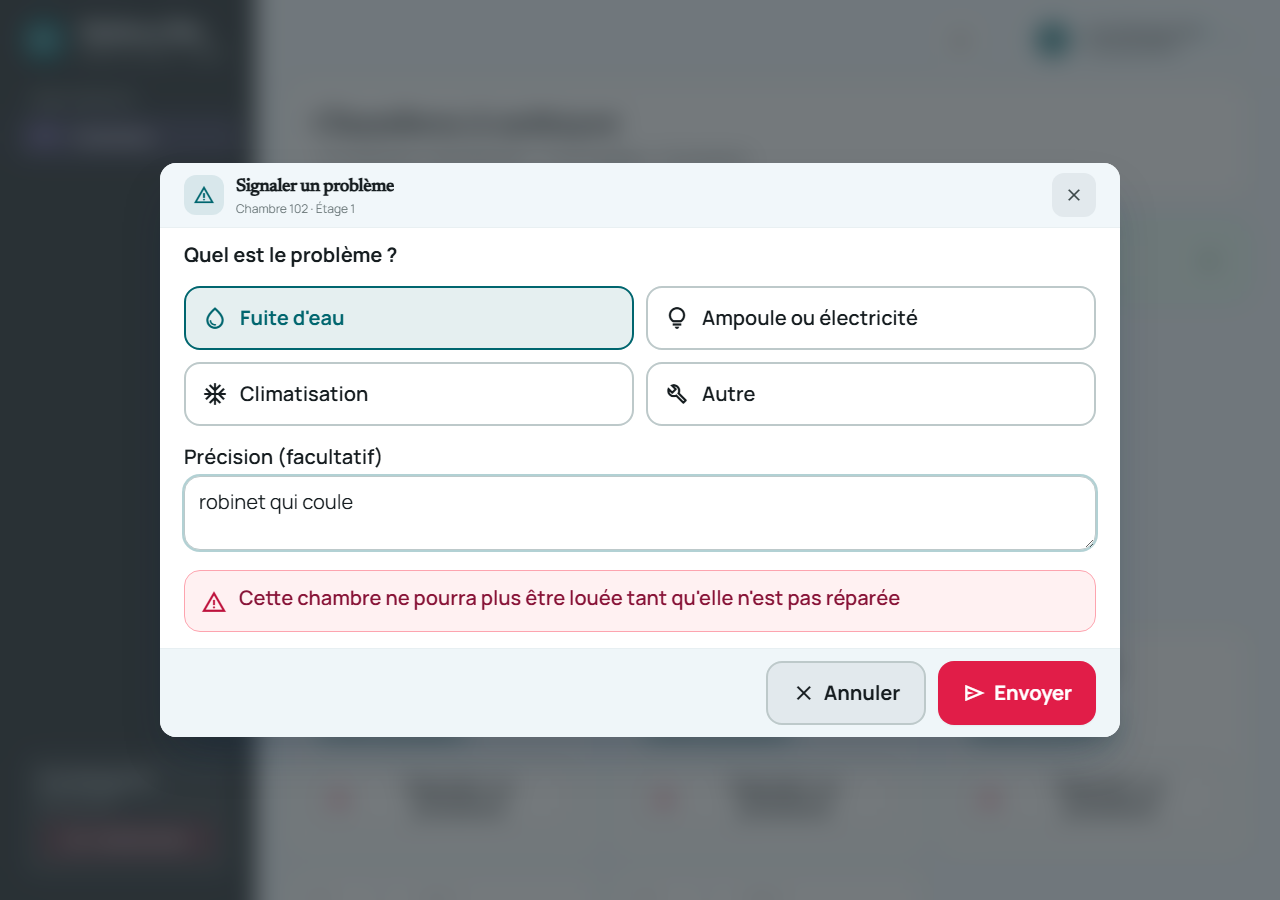 Signaler un problème
Chambre 102 · Étage 1
Quel est le problème ?
Fuite d'eau
Ampoule ou électricité
Climatisation
Autre
Précision (facultatif)
robinet qui coule
Cette chambre ne pourra plus être louée tant qu'elle n'est pas réparée
Annuler
Envoyer